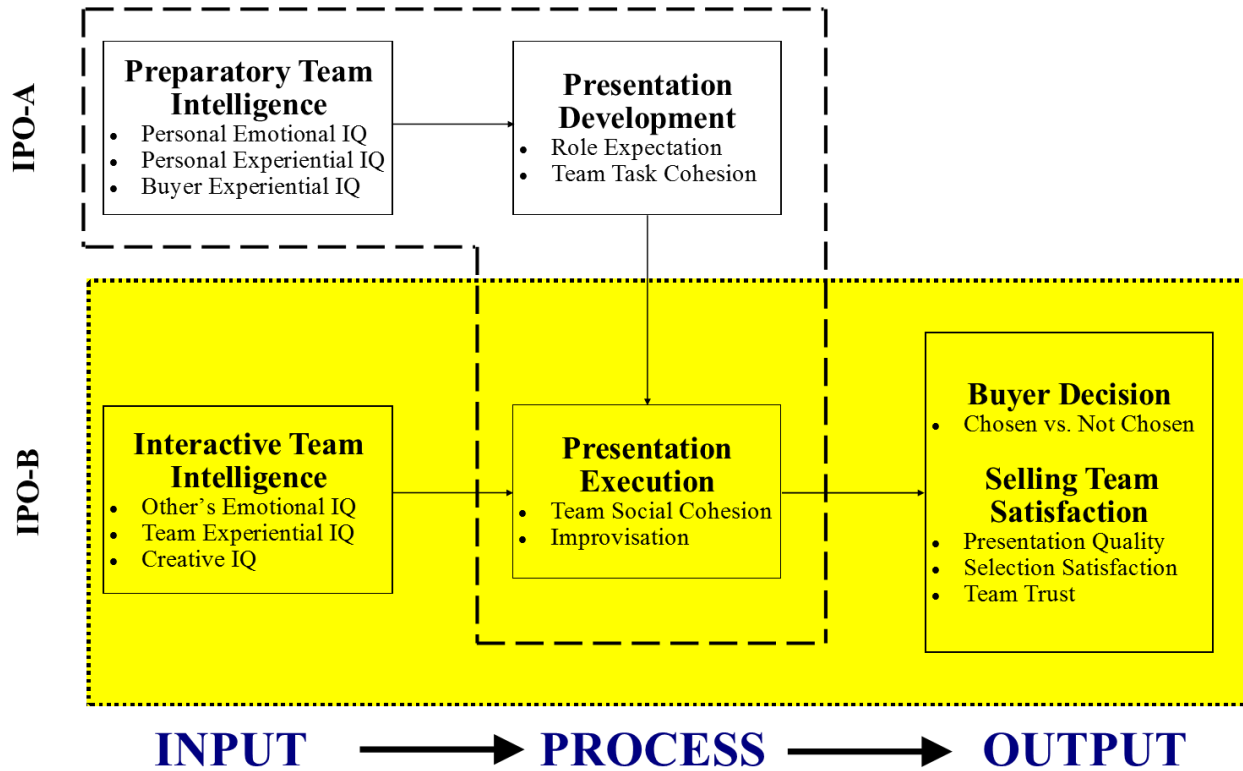 IPO-A
Preparatory Team
Intelligence
• Personal Emotional IQ
• Personal Experiential IQ
• Buyer Experiential IQ
Presentation
Development
• Role Expectation
• Team Task Cohesion
IPO-B
Interactive Team
Intelligence
• Other's Emotional IQ
• Team Experiential IQ
• Creative IQ
Presentation
Execution
• Team Social Cohesion
• Improvisation
Buyer Decision
• Chosen vs. Not Chosen
Selling Team
Satisfaction
• Presentation Quality
• Selection Satisfaction
• Team Trust
INPUT
PROCESS
OUTPUT